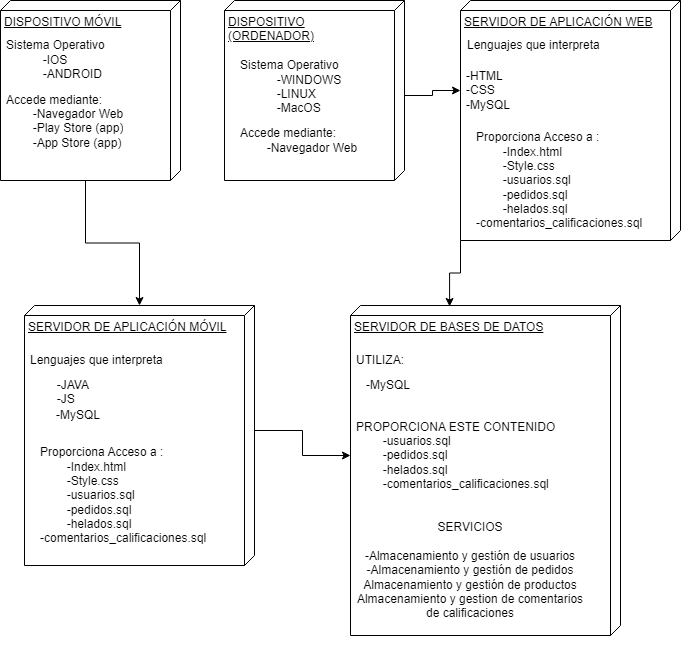 DISPOSITIVO MÓVIL
Sistema Operativo
-IOS
-ANDROID
Accede mediante:
-Navegador Web
-Play Store (app)
-App Store (app)
DISPOSITIVO
(ORDENADOR)
Sistema Operativo
-WINDOWS
-LINUX
-MacOS
Accede mediante:
-Navegador Web
SERVIDOR DE APLICACIÓN WEB
Lenguajes que interpreta
-HTML
-CSS
-MySQL
Proporciona Acceso a :
-Index.html
-Style.css
-usuarios.sql
-pedidos.sql
-helados.sql
-comentarios_calificaciones.sql
SERVIDOR DE APLICACIÓN MÓVIL
Lenguajes que interpreta
-JAVA
-JS
-MySQL
Proporciona Acceso a :
-Index.html
-Style.css
-usuarios.sql
-pedidos.sql
-helados.sql
-comentarios_calificaciones.sql
SERVIDOR DE BASES DE DATOS
UTILIZA:
-MySQL
PROPORCIONA ESTE CONTENIDO
-usuarios.sql
-pedidos.sql
-helados.sql
-comentarios_calificaciones.sql
SERVICIOS
-Almacenamiento y gestión de usuarios
-Almacenamiento y gestión de pedidos
Almacenamiento y gestión de productos
Almacenamiento y gestion de comentarios
de calificaciones